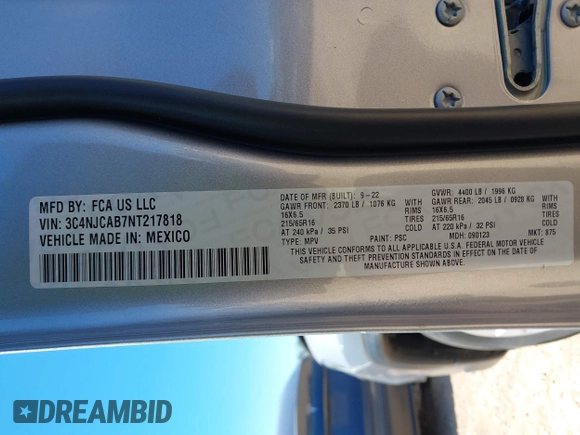 MFD BY: FCA US LLC
VIN: 3C4NJCAB7NT217818
VEHICLE MADE IN: MEXICO
DATE OF MFR (BUILT): 9-22
GAWR FRONT: 2370 LB / 1076 KG
16X6.5 RIMS
215/65R16 TIRES
AT 240 kPa / 35 PSI COLD
GVWR: 4400 LB / 1996 KG
GAWR REAR: 2045 LB / 0928 KG
16X6.5 RIMS
215/65R16 TIRES
AT 220 kPa / 32 PSI COLD
TYPE: MPV PAINT: PSC MDH: 090123 MKT: 875
THIS VEHICLE CONFORMS TO ALL APPLICABLE U.S.A. FEDERAL MOTOR VEHICLE
SAFETY AND THEFT PREVENTION STANDARDS IN EFFECT ON THE DATE OF
MANUFACTURE SHOWN ABOVE.
DREAMBID